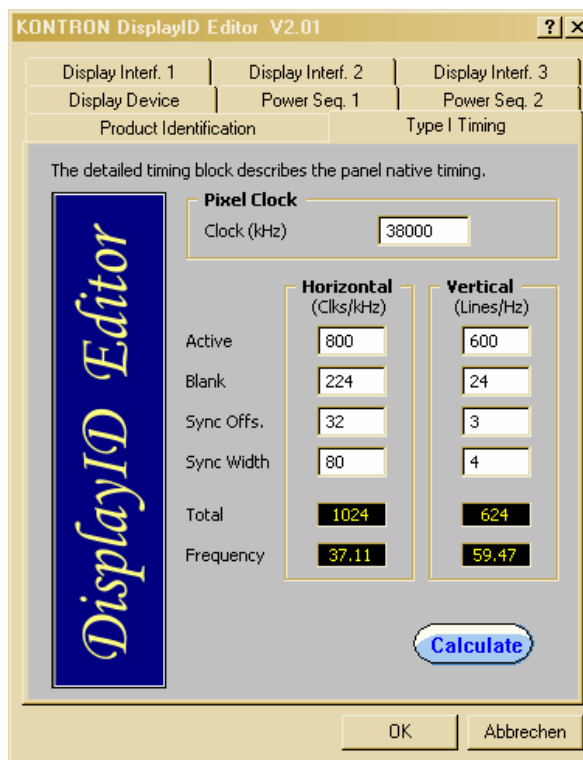 KONTRON DisplayID Editor V2.01 ? ×
Display Interf. 1 Display Interf. 2 Display Interf. 3
Display Device Power Seq. 1 Power Seq. 2
Product Identification Type I Timing
The detailed timing block describes the panel native timing.
DisplayID Editor
Pixel Clock
Clock (kHz) 38000
Horizontal Vertical
(Clks/kHz) (Lines/Hz)
Active 800 600
Blank 224 24
Sync Offs. 32 3
Sync Width 80 4
Total 1024 624
Frequency 37.11 59.47
Calculate
OK Abbrechen